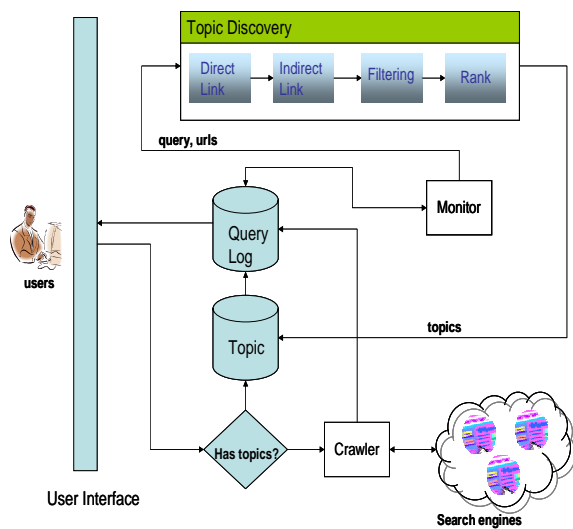 Topic Discovery
Direct
Link
Indirect
Link
Filtering
Rank
query, urls
Monitor
Query
Log
users
topics
Topic
Has topics?
Crawler
User Interface
Search engines